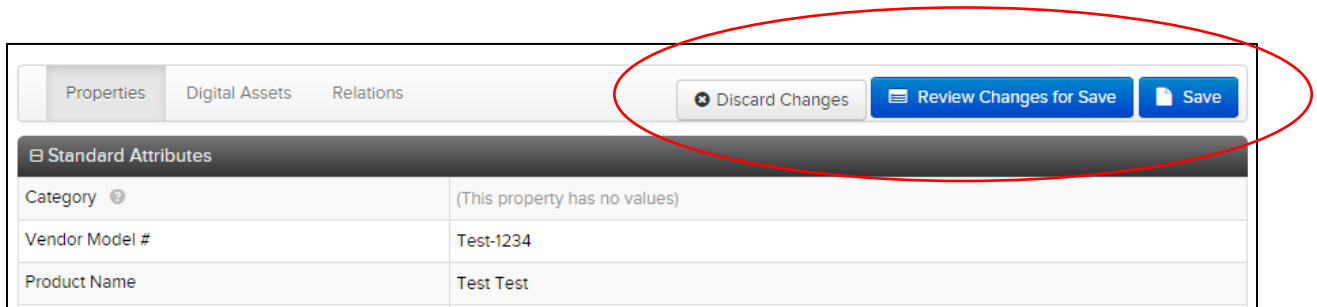 Properties Digital Assets Relations Discard Changes Review Changes for Save Save
Standard Attributes
Category (This property has no values)
Vendor Model # Test-1234
Product Name Test Test